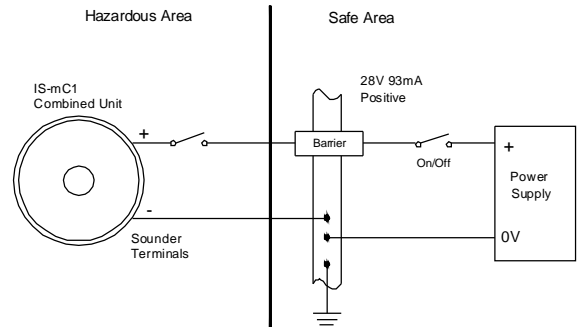 Hazardous Area
Safe Area
IS-mC1
Combined Unit
28V 93mA
Positive
+
Barrier
On/Off
+
Power
Supply
-
Sounder
Terminals
0V